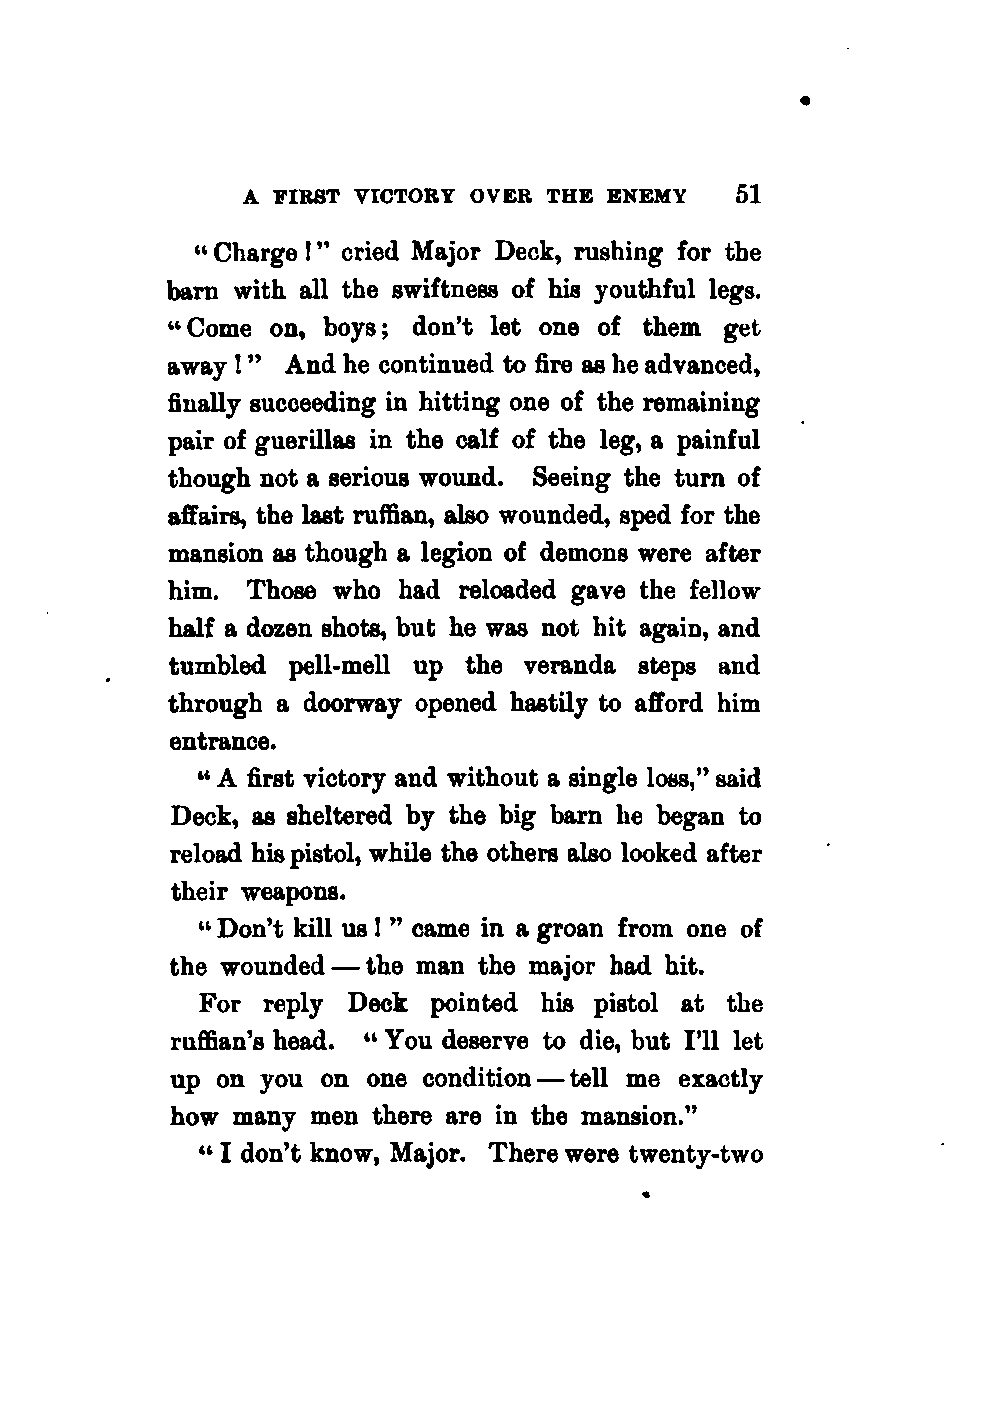 A FIRST VICTORY OVER THE ENEMY 51
“Charge!” cried Major Deck, rushing for the
barn with all the swiftness of his youthful legs.
“Come on, boys; don't let one of them get
away!” And he continued to fire as he advanced,
finally succeeding in hitting one of the remaining
pair of guerillas in the calf of the leg, a painful
though not a serious wound. Seeing the turn of
affairs, the last ruffian, also wounded, sped for the
mansion as though a legion of demons were after
him. Those who had reloaded gave the fellow
half a dozen shots, but he was not hit again, and
tumbled pell-mell up the veranda steps and
through a doorway opened hastily to afford him
entrance.
“A first victory and without a single loss,” said
Deck, as sheltered by the big barn he began to
reload his pistol, while the others also looked after
their weapons.
“Don't kill us!” came in a groan from one of
the wounded — the man the major had hit.
For reply Deck pointed his pistol at the
ruffian's head. “You deserve to die, but I'll let
up on you on one condition — tell me exactly
how many men there are in the mansion.”
“I don't know, Major. There were twenty-two